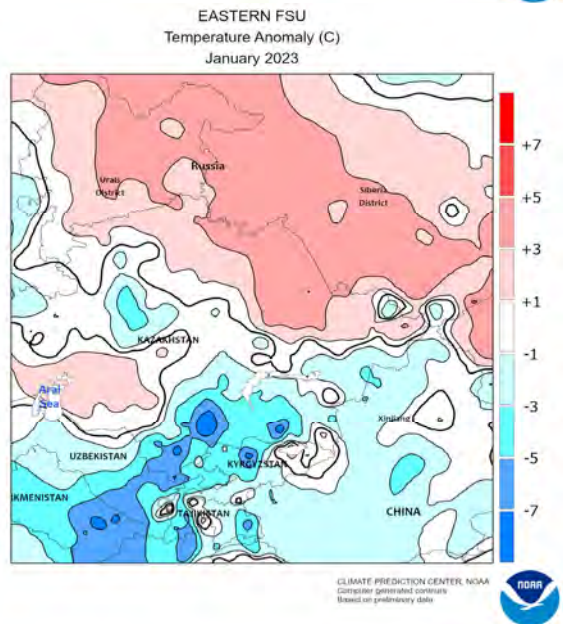 EASTERN FSU
Temperature Anomaly (C)
January 2023
+7
+5
+3
+1
-1
-3
-5
-7
Russia
Urals
District
Siberia
District
KAZAKHSTAN
Aral
Sea
Xinjiang
UZBEKISTAN
KYRGYZSTAN
RKMENISTAN
TAJIKISTAN
CHINA
CLIMATE PREDICTION CENTER, NOAA
Computer generated contours
Based on preliminary data
NOAA